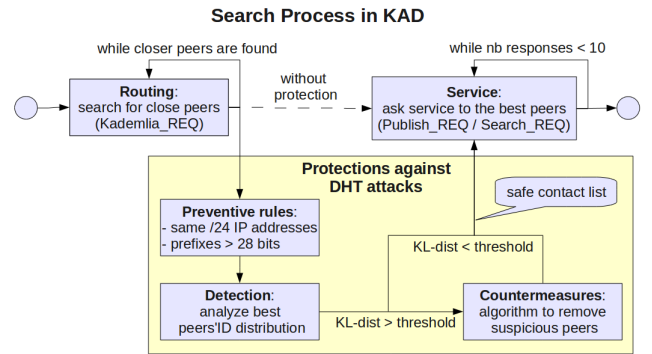 Search Process in KAD
while closer peers are found
while nb responses < 10
Routing:
search for close peers
(Kademlia_REQ)
without
protection
Service:
ask service to the best peers
(Publish_REQ / Search_REQ)
Protections against
DHT attacks
safe contact list
Preventive rules:
- same /24 IP addresses
- prefixes > 28 bits
KL-dist < threshold
Detection:
analyze best
peers'ID distribution
KL-dist > threshold
Countermeasures:
algorithm to remove
suspicious peers